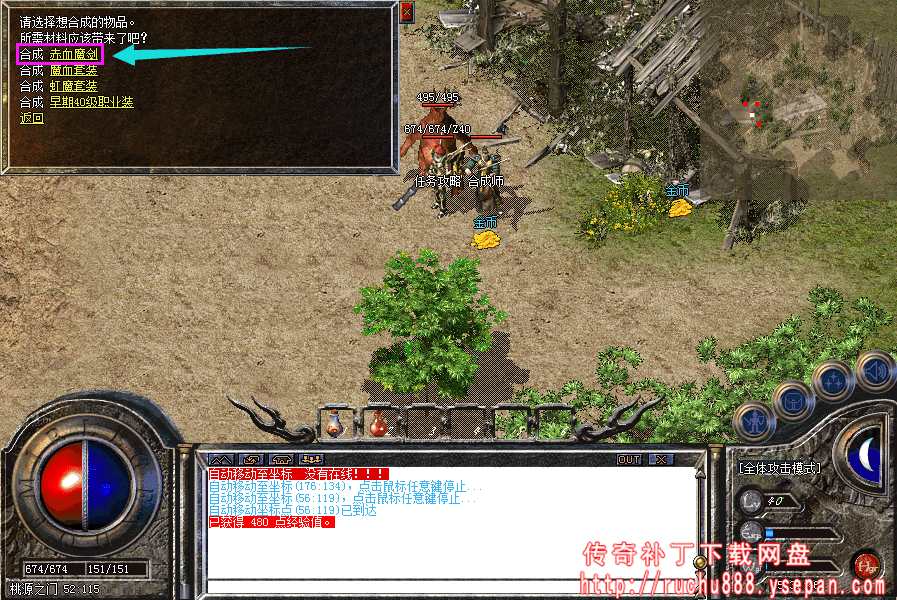 请选择想合成的物品。
所需材料应该带来了吧?
合成 赤血魔剑
合成 魔血套装
合成 虹魔套装
合成 早期40级职业装
返回
495/495
674/674/Z40
任务攻略 合成师
金币
金币
OUT
自动移动至坐标 没有在线!!!
自动移动至坐标(176:134), 点击鼠标任意键停止...
自动移动至坐标(56:119), 点击鼠标任意键停止...
自动移动坐标点(56:119)已到达
已获得 480 点经验值。
[全体攻击模式]
Lv 40
Exp
674/674 151/151
桃源之门 52:115
传奇补丁下载网盘
http://ruchu888.ysepan.com/